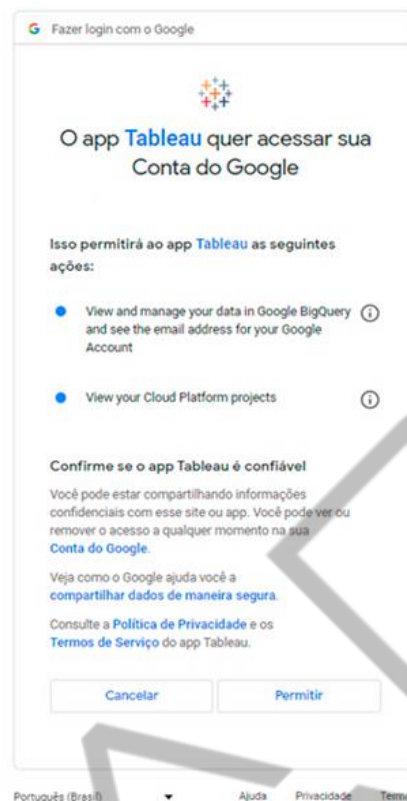 Fazer login com o Google
O app Tableau quer acessar sua
Conta do Google
Isso permitirá ao app Tableau as seguintes
ações:
View and manage your data in Google BigQuery
and see the email address for your Google
Account
View your Cloud Platform projects
Confirme se o app Tableau é confiável
Você pode estar compartilhando informações
confidenciais com esse site ou app. Você pode ver ou
remover o acesso a qualquer momento na sua
Conta do Google.
Veja como o Google ajuda você a
compartilhar dados de maneira segura.
Consulte a Política de Privacidade e os
Termos de Serviço do app Tableau.
Cancelar Permitir
Português (Brasil) Ajuda Privacidade